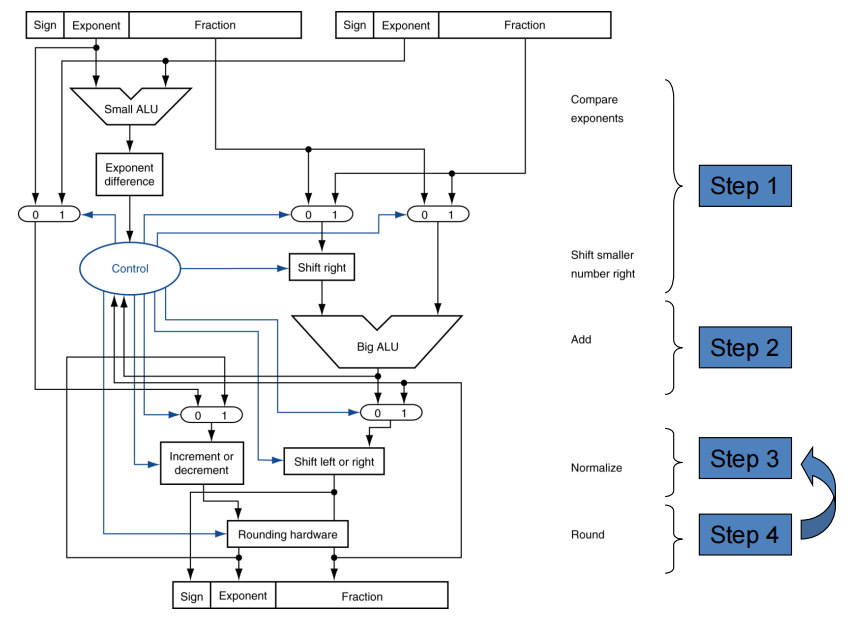 Sign Exponent Fraction Sign Exponent Fraction
Small ALU
Compare
exponents
Exponent
difference
Step 1
0 1 0 1 0 1
Control
Shift right
Shift smaller
number right
Big ALU
Add
Step 2
0 1 0 1
Increment or
decrement
Shift left or right
Normalize
Step 3
Rounding hardware
Round
Step 4
Sign Exponent Fraction